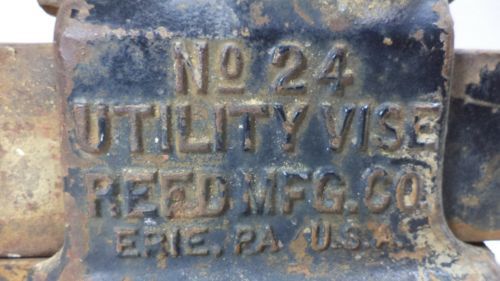 No 24
UTILITY VISE
REED MFG. CO.
ERIE, PA. U.S.A.